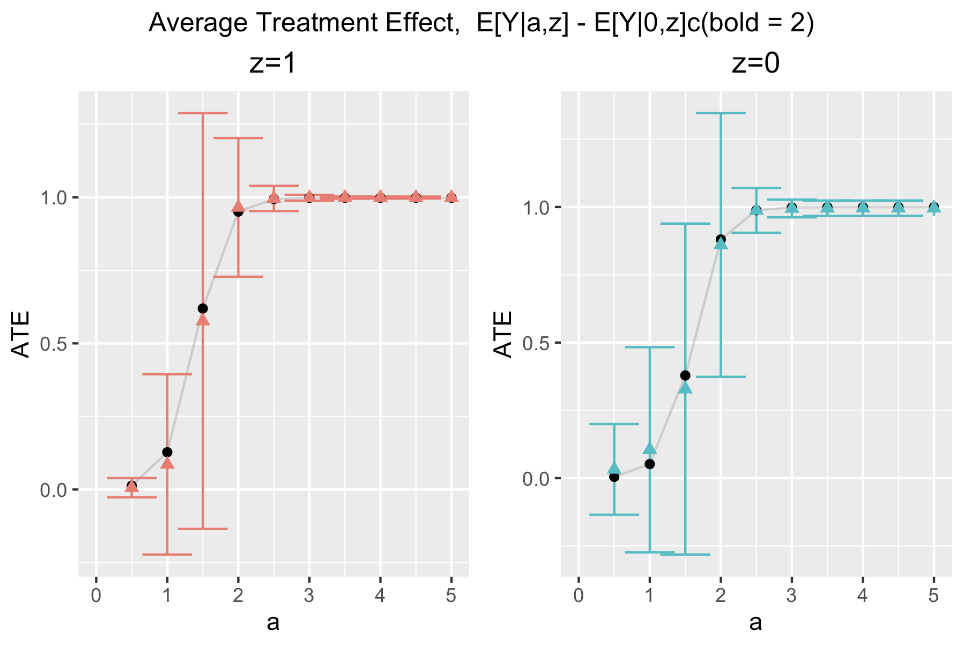 Average Treatment Effect,  E[Y|a,z] - E[Y|0,z]c(bold = 2)
z=1
z=0
ATE
1.0
0.5
0.0
0 1 2 3 4 5
a
ATE
1.0
0.5
0.0
0 1 2 3 4 5
a